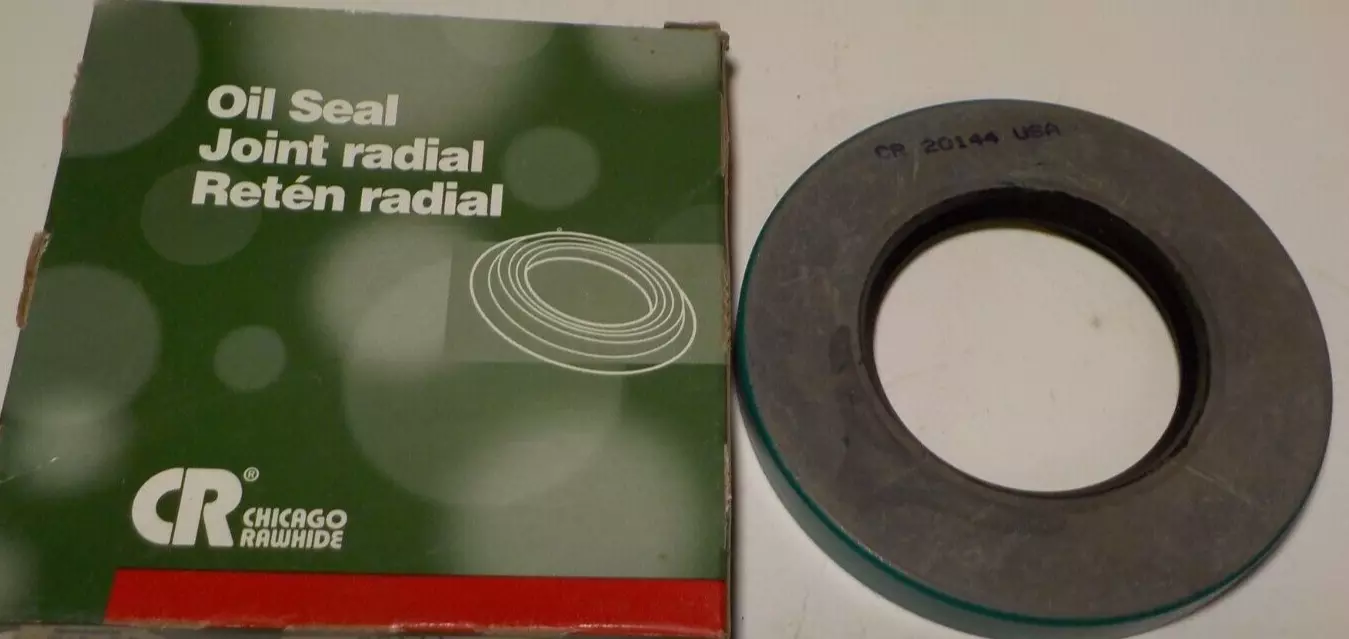 Oil Seal
Joint radial
Retén radial
CR®
CHICAGO
RAWHIDE
CR 20144 USA